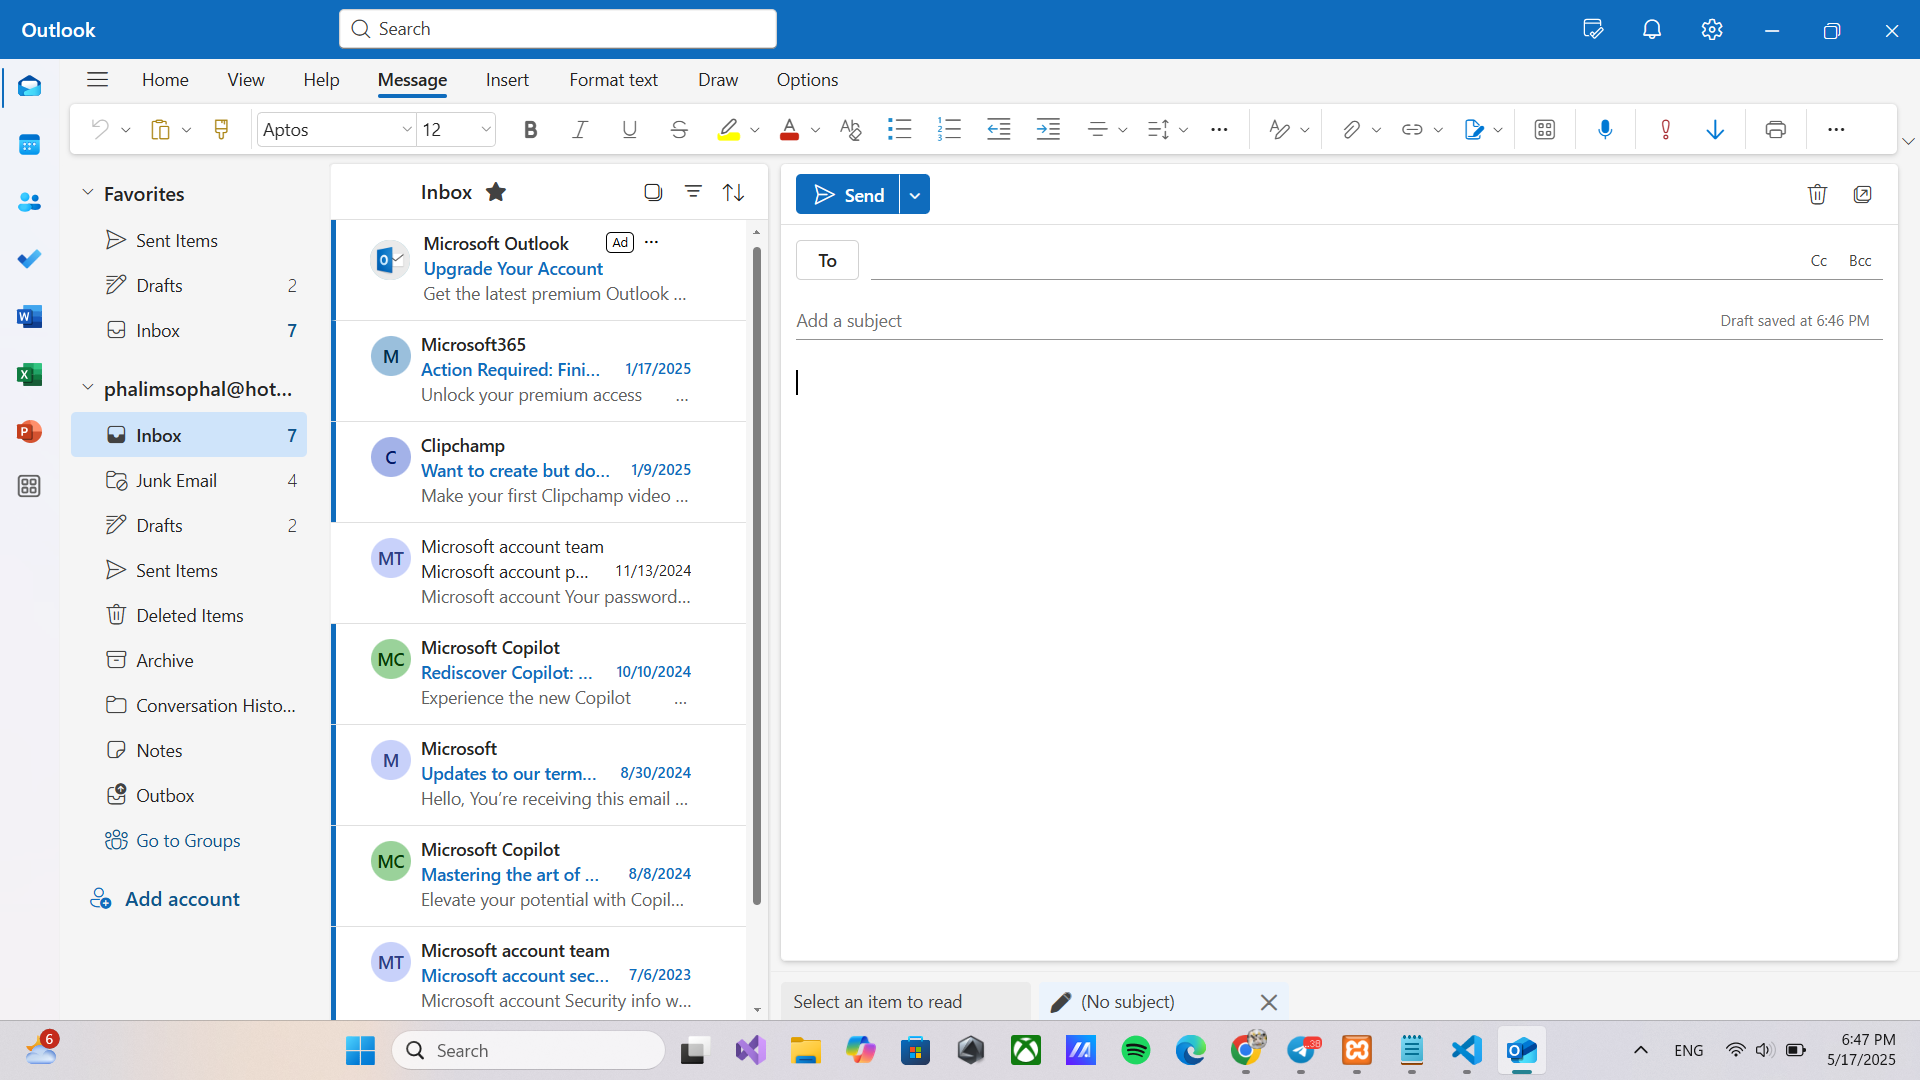 Outlook
Search
Home
View
Help
Message
Insert
Format text
Draw
Options
Aptos
12
Favorites
Sent Items
Drafts 2
Inbox 7
phalimsophal@hot...
Inbox 7
Junk Email 4
Drafts 2
Sent Items
Deleted Items
Archive
Conversation Histo...
Notes
Outbox
Go to Groups
Add account
Inbox
Microsoft Outlook Ad
Upgrade Your Account
Get the latest premium Outlook ...
M
Microsoft365
Action Required: Fini... 1/17/2025
Unlock your premium access ...
C
Clipchamp
Want to create but do... 1/9/2025
Make your first Clipchamp video ...
MT
Microsoft account team
Microsoft account p... 11/13/2024
Microsoft account Your password...
MC
Microsoft Copilot
Rediscover Copilot: ... 10/10/2024
Experience the new Copilot ...
M
Microsoft
Updates to our term... 8/30/2024
Hello, You’re receiving this email ...
MC
Microsoft Copilot
Mastering the art of ... 8/8/2024
Elevate your potential with Copil...
MT
Microsoft account team
Microsoft account sec... 7/6/2023
Microsoft account Security info w...
Send
To
Cc
Bcc
Add a subject
Draft saved at 6:46 PM
Select an item to read
(No subject)
6
Search
ENG
6:47 PM
5/17/2025